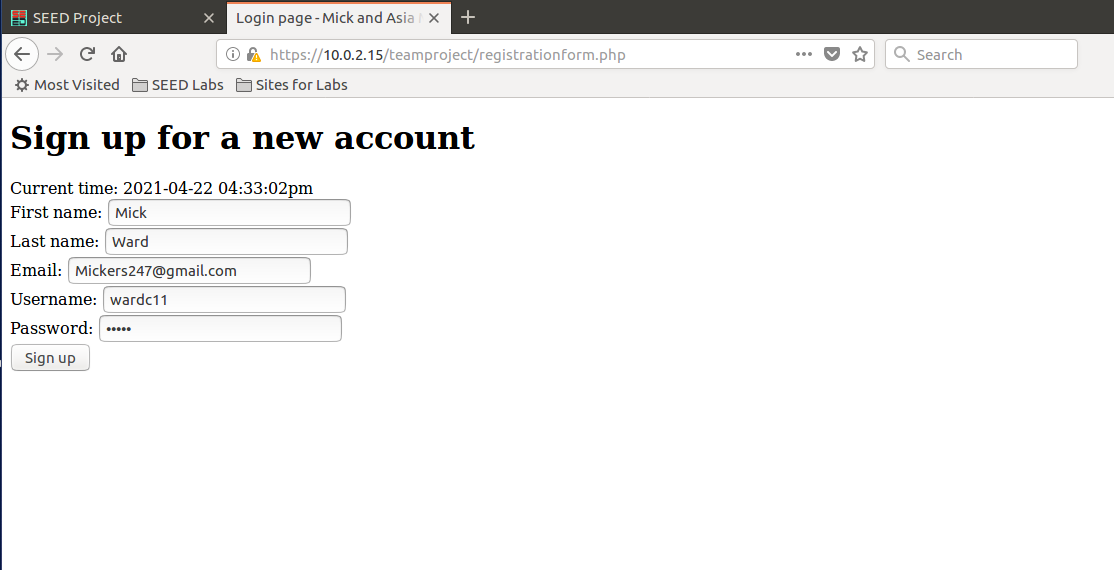 SEED Project
Login page - Mick and Asia
https://10.0.2.15/teamproject/registrationform.php
Search
Most Visited SEED Labs Sites for Labs
Sign up for a new account
Current time: 2021-04-22 04:33:02pm
First name: Mick
Last name: Ward
Email: Mickers247@gmail.com
Username: wardc11
Password: •••••
Sign up